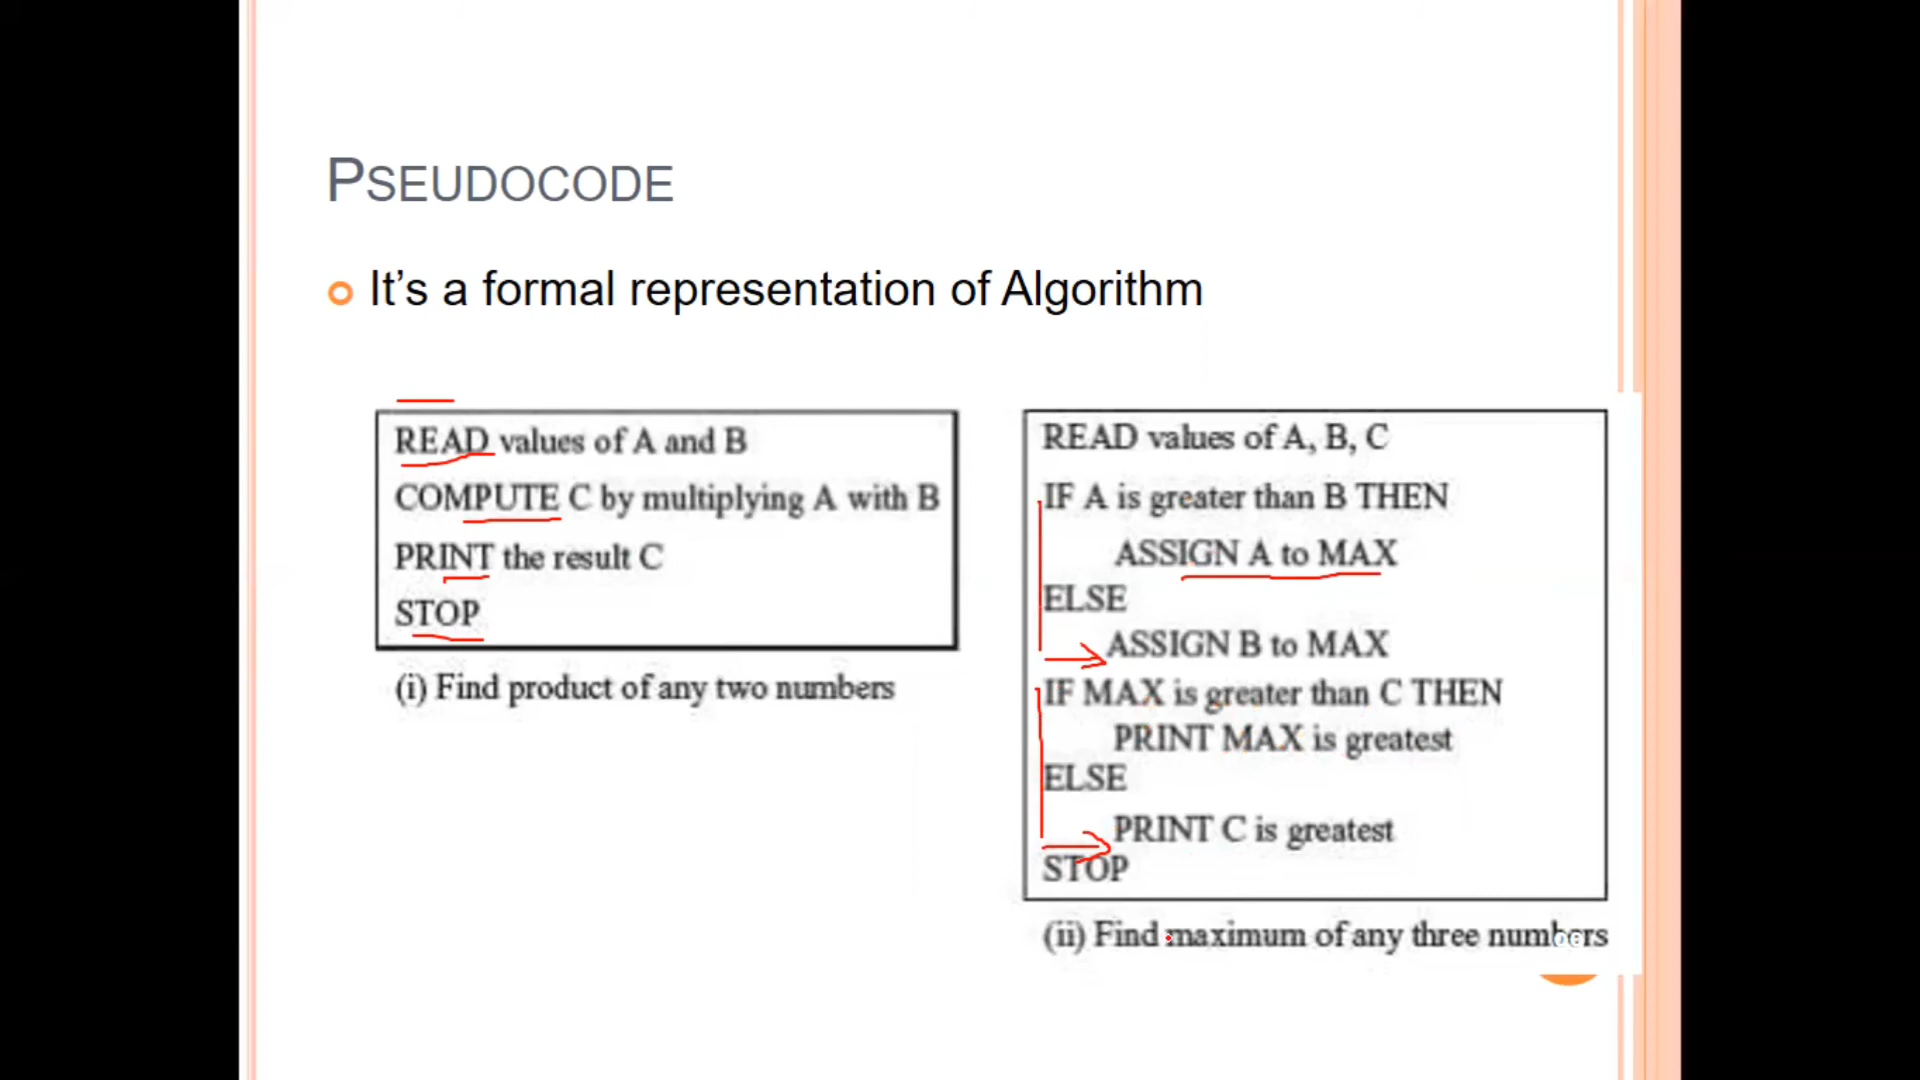 PSEUDOCODE
It's a formal representation of Algorithm
READ values of A and B
COMPUTE C by multiplying A with B
PRINT the result C
STOP
(i) Find product of any two numbers
READ values of A, B, C
IF A is greater than B THEN
ASSIGN A to MAX
ELSE
ASSIGN B to MAX
IF MAX is greater than C THEN
PRINT MAX is greatest
ELSE
PRINT C is greatest
STOP
(ii) Find maximum of any three numbers